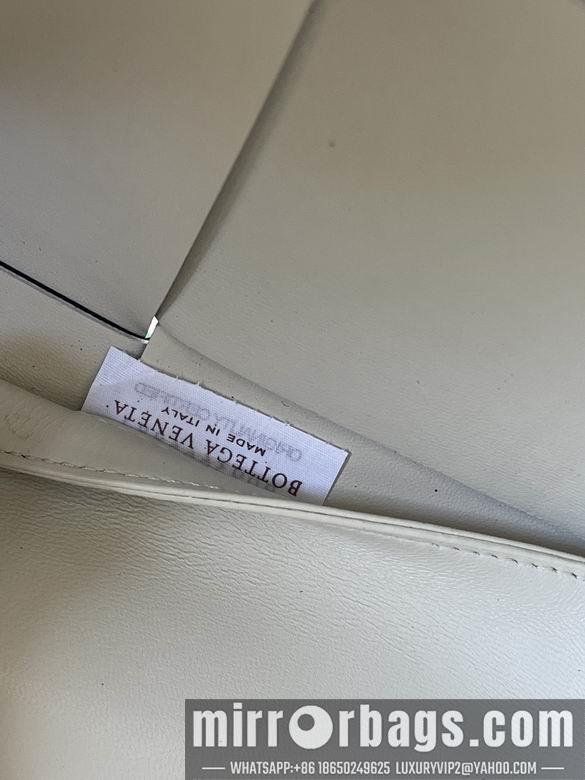 BOTTEGA VENETA
MADE IN ITALY
mirrorbags.com
WHATSAPP:+86 18650249625 LUXURYVIP2@YAHOO.COM